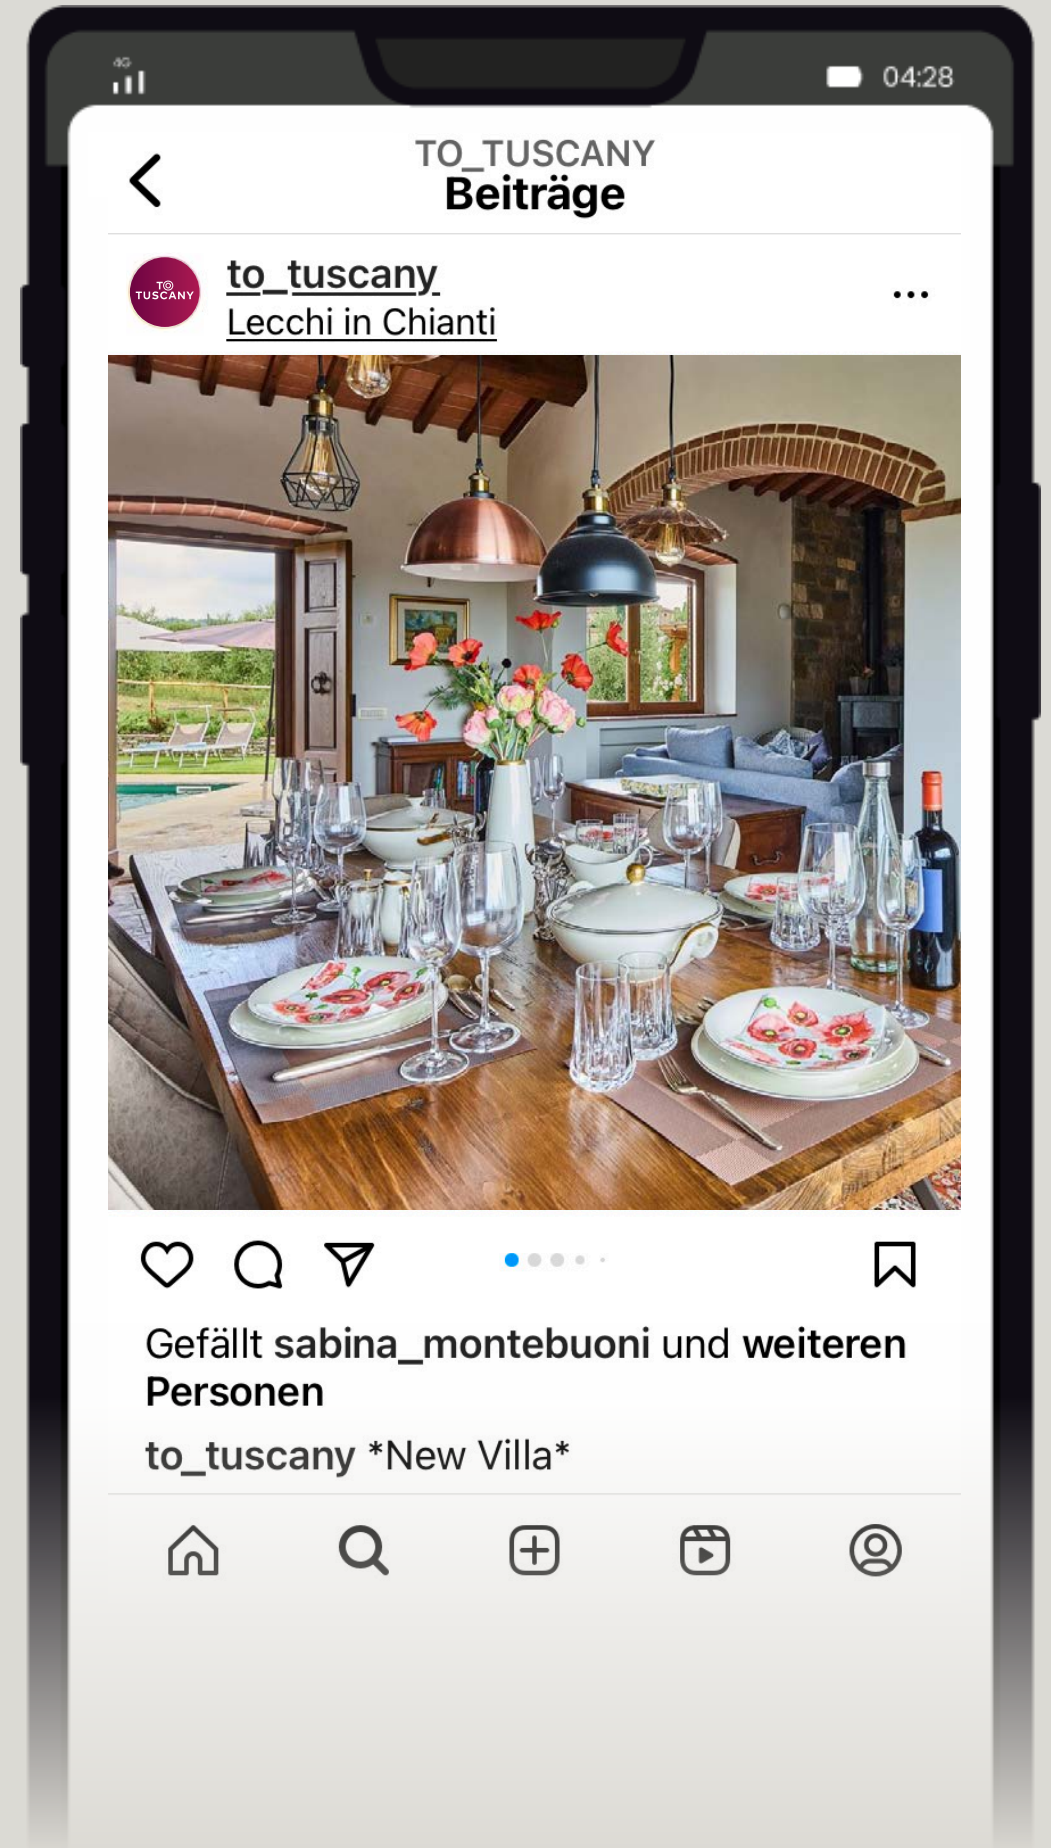 4G
04:28
TO_TUSCANY
Beiträge
TO
TUSCANY
to_tuscany
Lecchi in Chianti
Gefällt sabina_montebuoni und weiteren
Personen
to_tuscany *New Villa*